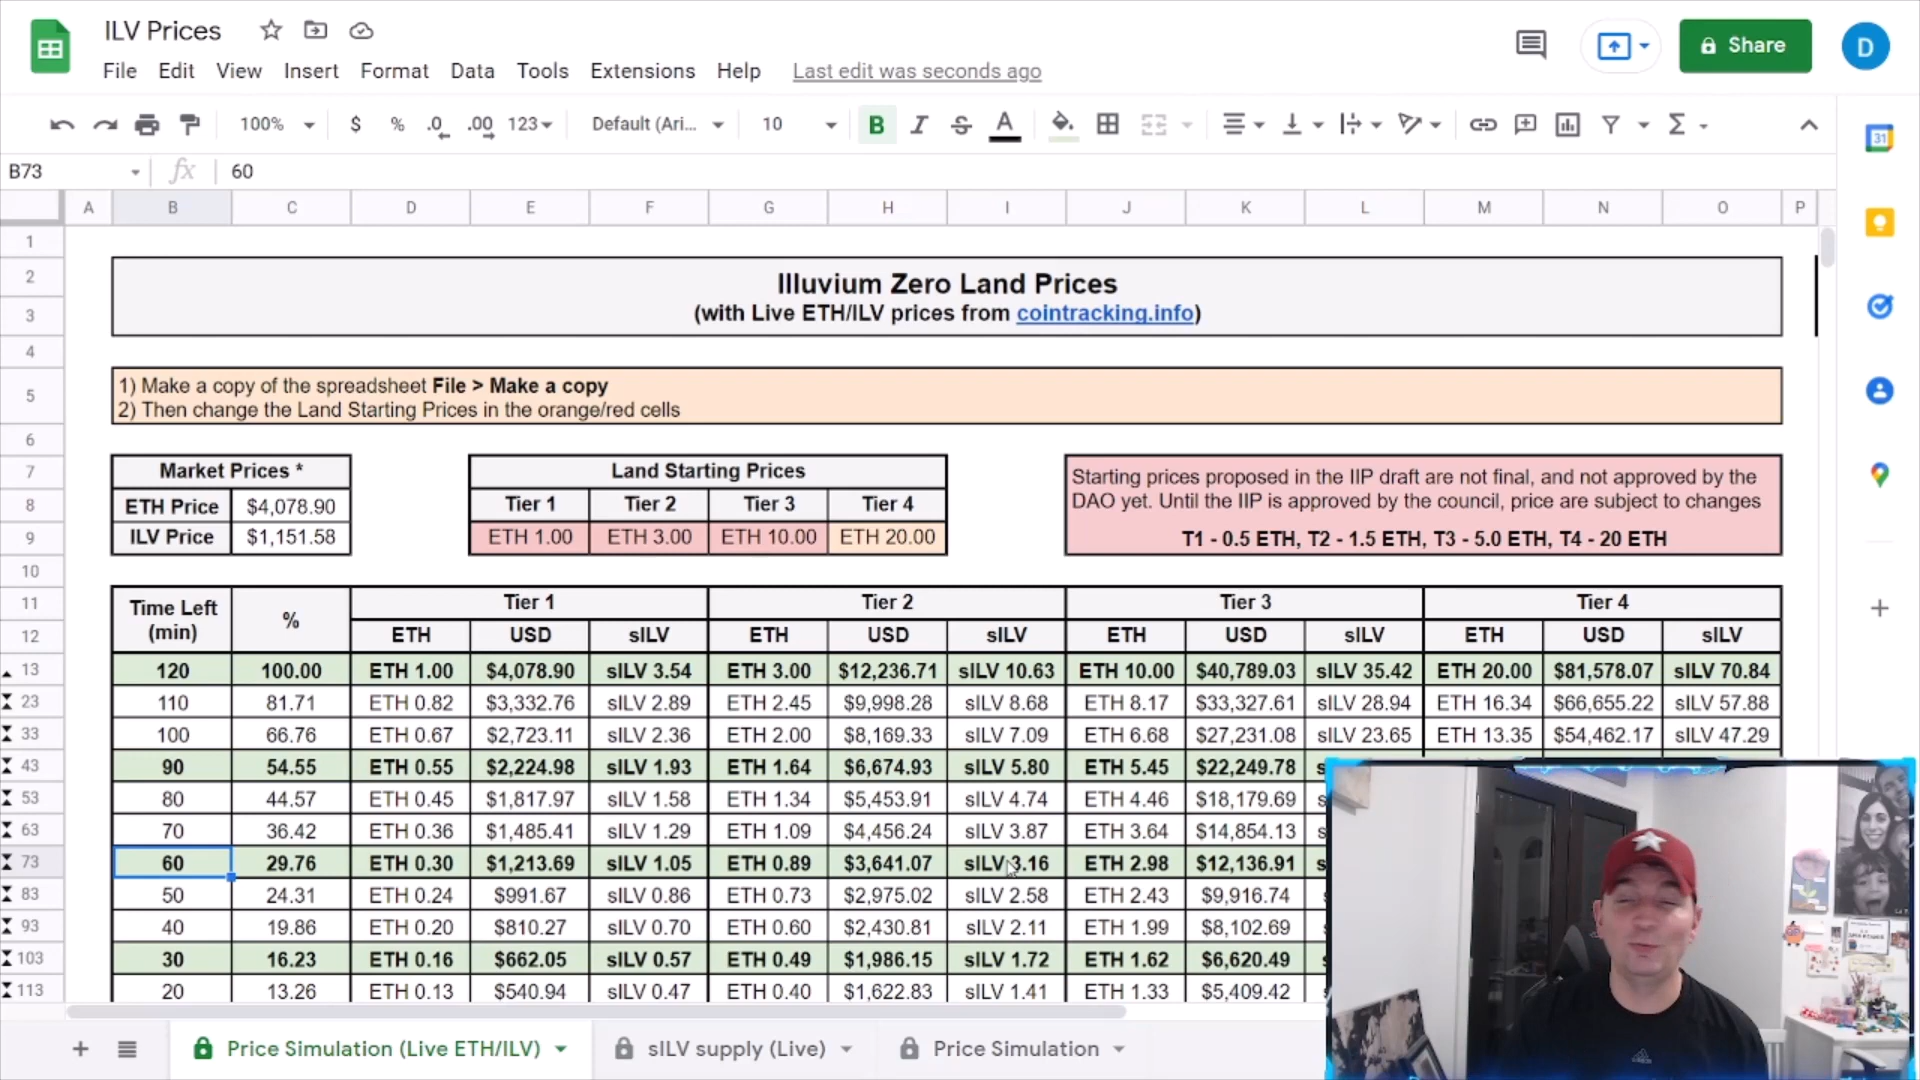 ILV Prices
File Edit View Insert Format Data Tools Extensions Help Last edit was seconds ago
Share
D
100% $ % .0 .00 123 Default (Ari... 10 B I S A Σ
31
B73 fx 60
A B C D E F G H I J K L M N O P
1
2 Illuvium Zero Land Prices
3 (with Live ETH/ILV prices from cointracking.info)
4
5 1) Make a copy of the spreadsheet File > Make a copy
2) Then change the Land Starting Prices in the orange/red cells
6
7 Market Prices * Land Starting Prices Starting prices proposed in the IIP draft are not final, and not approved by the
8 ETH Price $4,078.90 Tier 1 Tier 2 Tier 3 Tier 4 DAO yet. Until the IIP is approved by the council, price are subject to changes
9 ILV Price $1,151.58 ETH 1.00 ETH 3.00 ETH 10.00 ETH 20.00 T1 - 0.5 ETH, T2 - 1.5 ETH, T3 - 5.0 ETH, T4 - 20 ETH
10
11 Time Left (min) % Tier 1 Tier 2 Tier 3 Tier 4
12 ETH USD sILV ETH USD sILV ETH USD sILV ETH USD sILV
13 120 100.00 ETH 1.00 $4,078.90 sILV 3.54 ETH 3.00 $12,236.71 sILV 10.63 ETH 10.00 $40,789.03 sILV 35.42 ETH 20.00 $81,578.07 sILV 70.84
23 110 81.71 ETH 0.82 $3,332.76 sILV 2.89 ETH 2.45 $9,998.28 sILV 8.68 ETH 8.17 $33,327.61 sILV 28.94 ETH 16.34 $66,655.22 sILV 57.88
33 100 66.76 ETH 0.67 $2,723.11 sILV 2.36 ETH 2.00 $8,169.33 sILV 7.09 ETH 6.68 $27,231.08 sILV 23.65 ETH 13.35 $54,462.17 sILV 47.29
43 90 54.55 ETH 0.55 $2,224.98 sILV 1.93 ETH 1.64 $6,674.93 sILV 5.80 ETH 5.45 $22,249.78
53 80 44.57 ETH 0.45 $1,817.97 sILV 1.58 ETH 1.34 $5,453.91 sILV 4.74 ETH 4.46 $18,179.69
63 70 36.42 ETH 0.36 $1,485.41 sILV 1.29 ETH 1.09 $4,456.24 sILV 3.87 ETH 3.64 $14,854.13
73 60 29.76 ETH 0.30 $1,213.69 sILV 1.05 ETH 0.89 $3,641.07 sILV 3.16 ETH 2.98 $12,136.91
83 50 24.31 ETH 0.24 $991.67 sILV 0.86 ETH 0.73 $2,975.02 sILV 2.58 ETH 2.43 $9,916.74
93 40 19.86 ETH 0.20 $810.27 sILV 0.70 ETH 0.60 $2,430.81 sILV 2.11 ETH 1.99 $8,102.69
103 30 16.23 ETH 0.16 $662.05 sILV 0.57 ETH 0.49 $1,986.15 sILV 1.72 ETH 1.62 $6,620.49
113 20 13.26 ETH 0.13 $540.94 sILV 0.47 ETH 0.40 $1,622.83 sILV 1.41 ETH 1.33 $5,409.42
Price Simulation (Live ETH/ILV) sILV supply (Live) Price Simulation